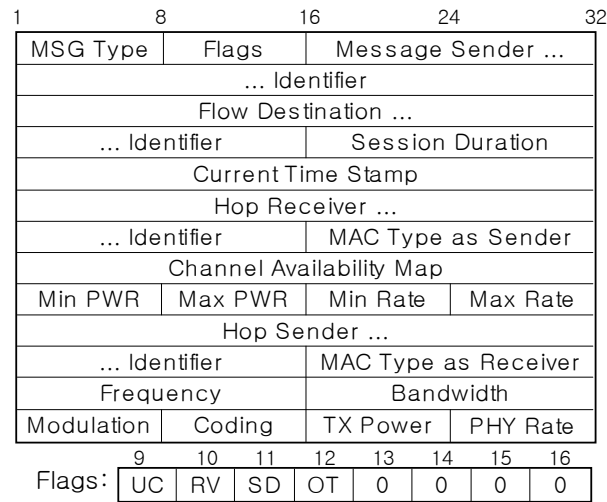 1 8 16 24 32
MSG Type Flags Message Sender ...
... Identifier
Flow Destination ...
... Identifier Session Duration
Current Time Stamp
Hop Receiver ...
... Identifier MAC Type as Sender
Channel Availability Map
Min PWR Max PWR Min Rate Max Rate
Hop Sender ...
... Identifier MAC Type as Receiver
Frequency Bandwidth
Modulation Coding TX Power PHY Rate
9 10 11 12 13 14 15 16
Flags: UC RV SD OT 0 0 0 0